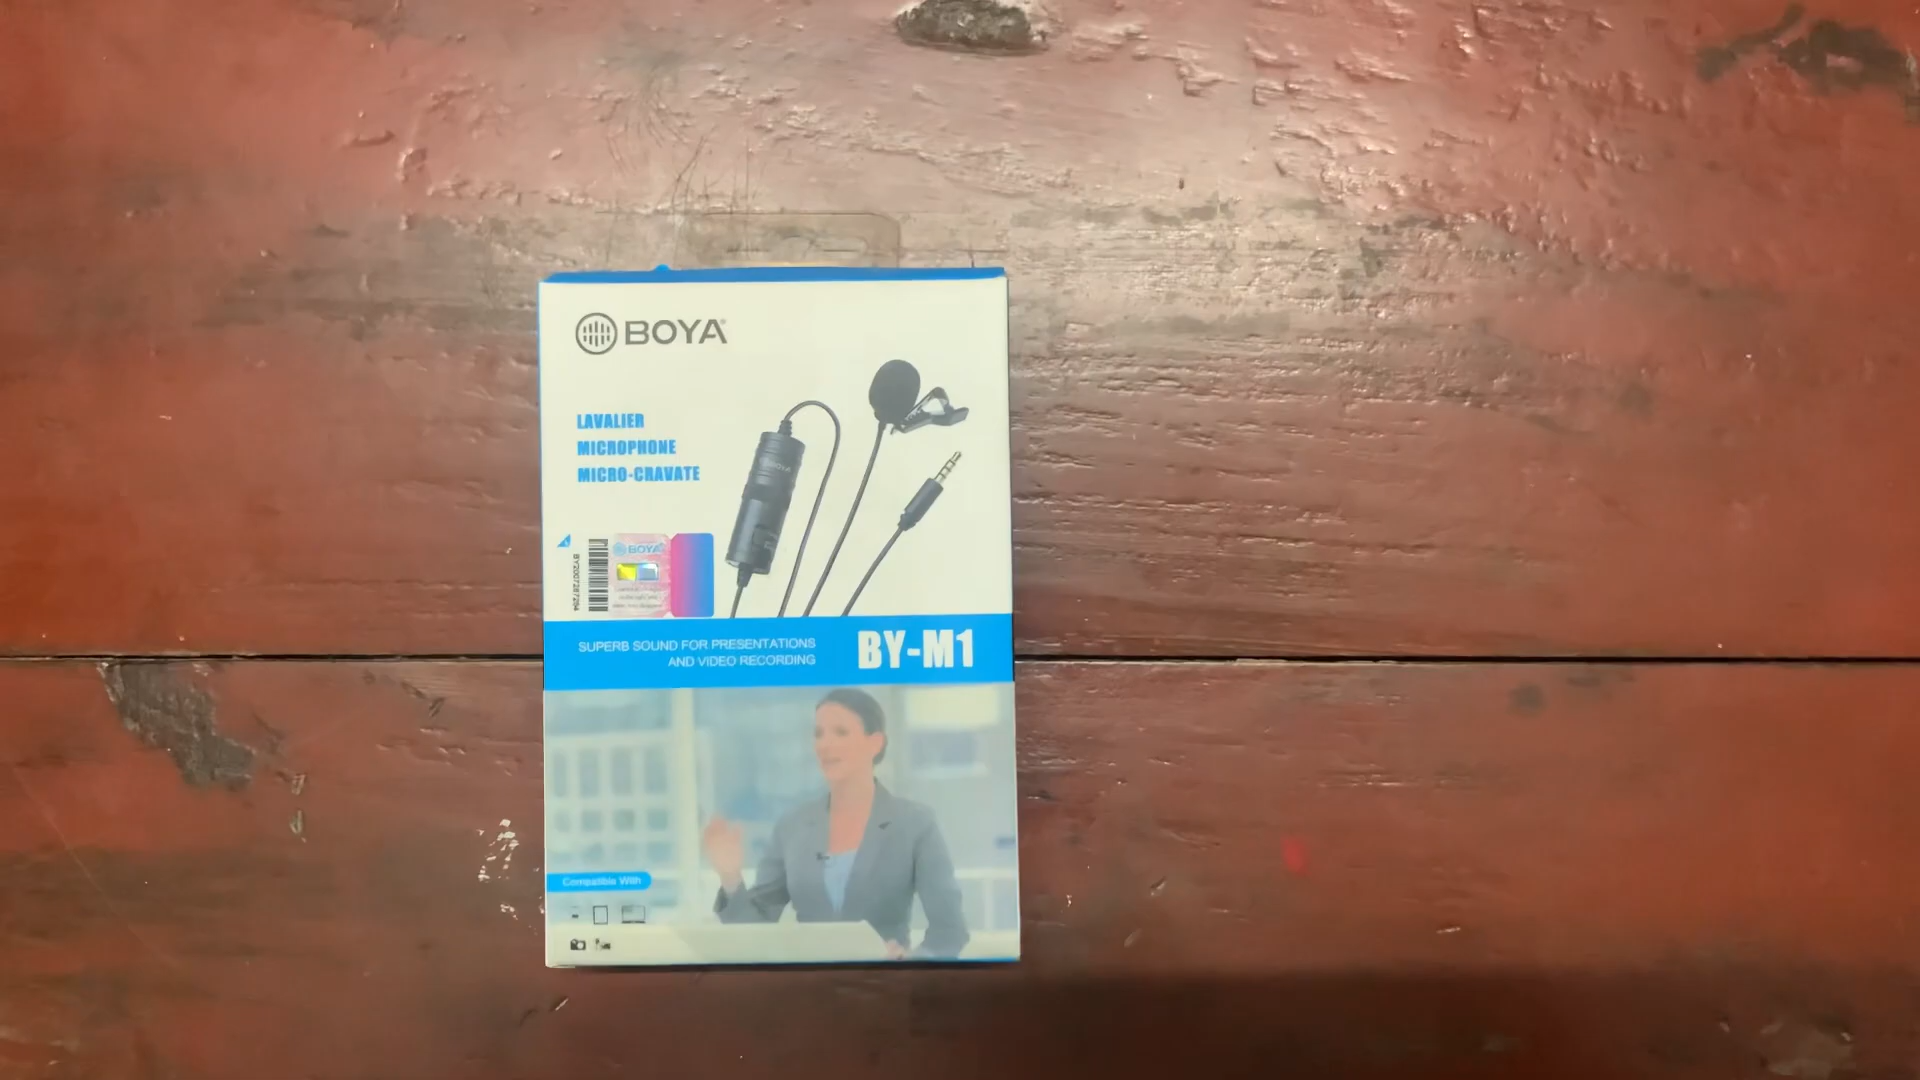 BOYA
LAVALIER
MICROPHONE
MICRO-CRAVATE
BOYA
SUPERB SOUND FOR PRESENTATIONS
AND VIDEO RECORDING
BY-M1
Compatible With